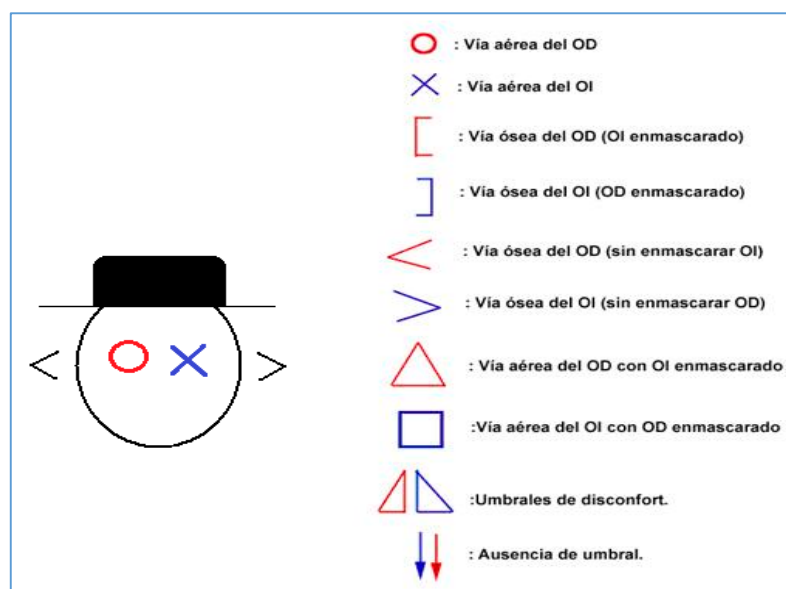 : Vía aérea del OD
: Vía aérea del OI
: Vía ósea del OD (OI enmascarado)
: Vía ósea del OI (OD enmascarado)
: Vía ósea del OD (sin enmascarar OI)
: Vía ósea del OI (sin enmascarar OD)
: Vía aérea del OD con OI enmascarado
:Vía aérea del OI con OD enmascarado
:Umbrales de disconfort.
: Ausencia de umbral.